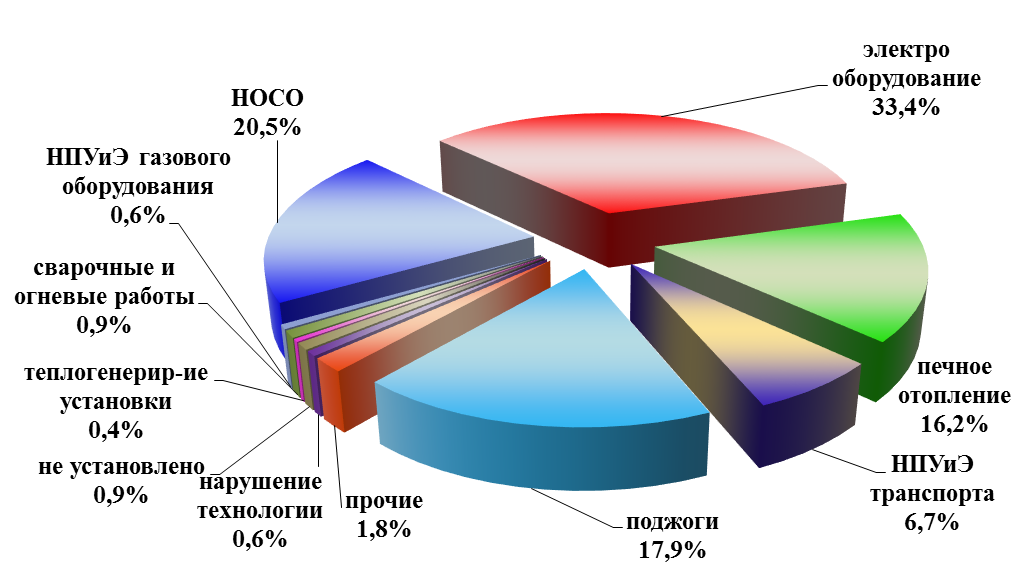 электро
оборудование
33,4%
печное
отопление
16,2%
НПУиЭ
транспорта
6,7%
поджоги
17,9%
прочие
1,8%
нарушение
технологии
0,6%
не установлено
0,9%
теплогенерир-ие
установки
0,4%
сварочные и
огневые работы
0,9%
НПУиЭ газового
оборудования
0,6%
НОСО
20,5%